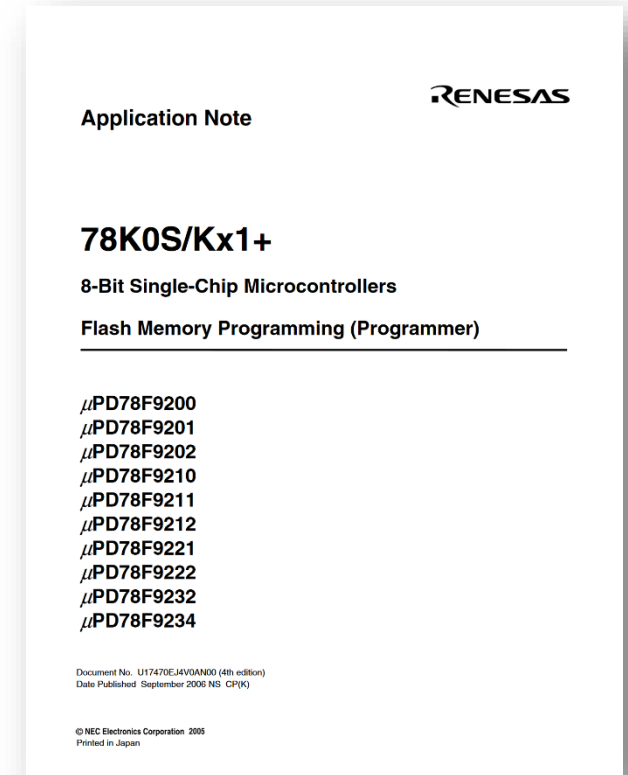 RENESAS
Application Note
78K0S/Kx1+
8-Bit Single-Chip Microcontrollers
Flash Memory Programming (Programmer)
μPD78F9200
μPD78F9201
μPD78F9202
μPD78F9210
μPD78F9211
μPD78F9212
μPD78F9221
μPD78F9222
μPD78F9232
μPD78F9234
Document No. U17470EJ4V0AN00 (4th edition)
Date Published September 2006 NS CP(K)
© NEC Electronics Corporation 2005
Printed in Japan